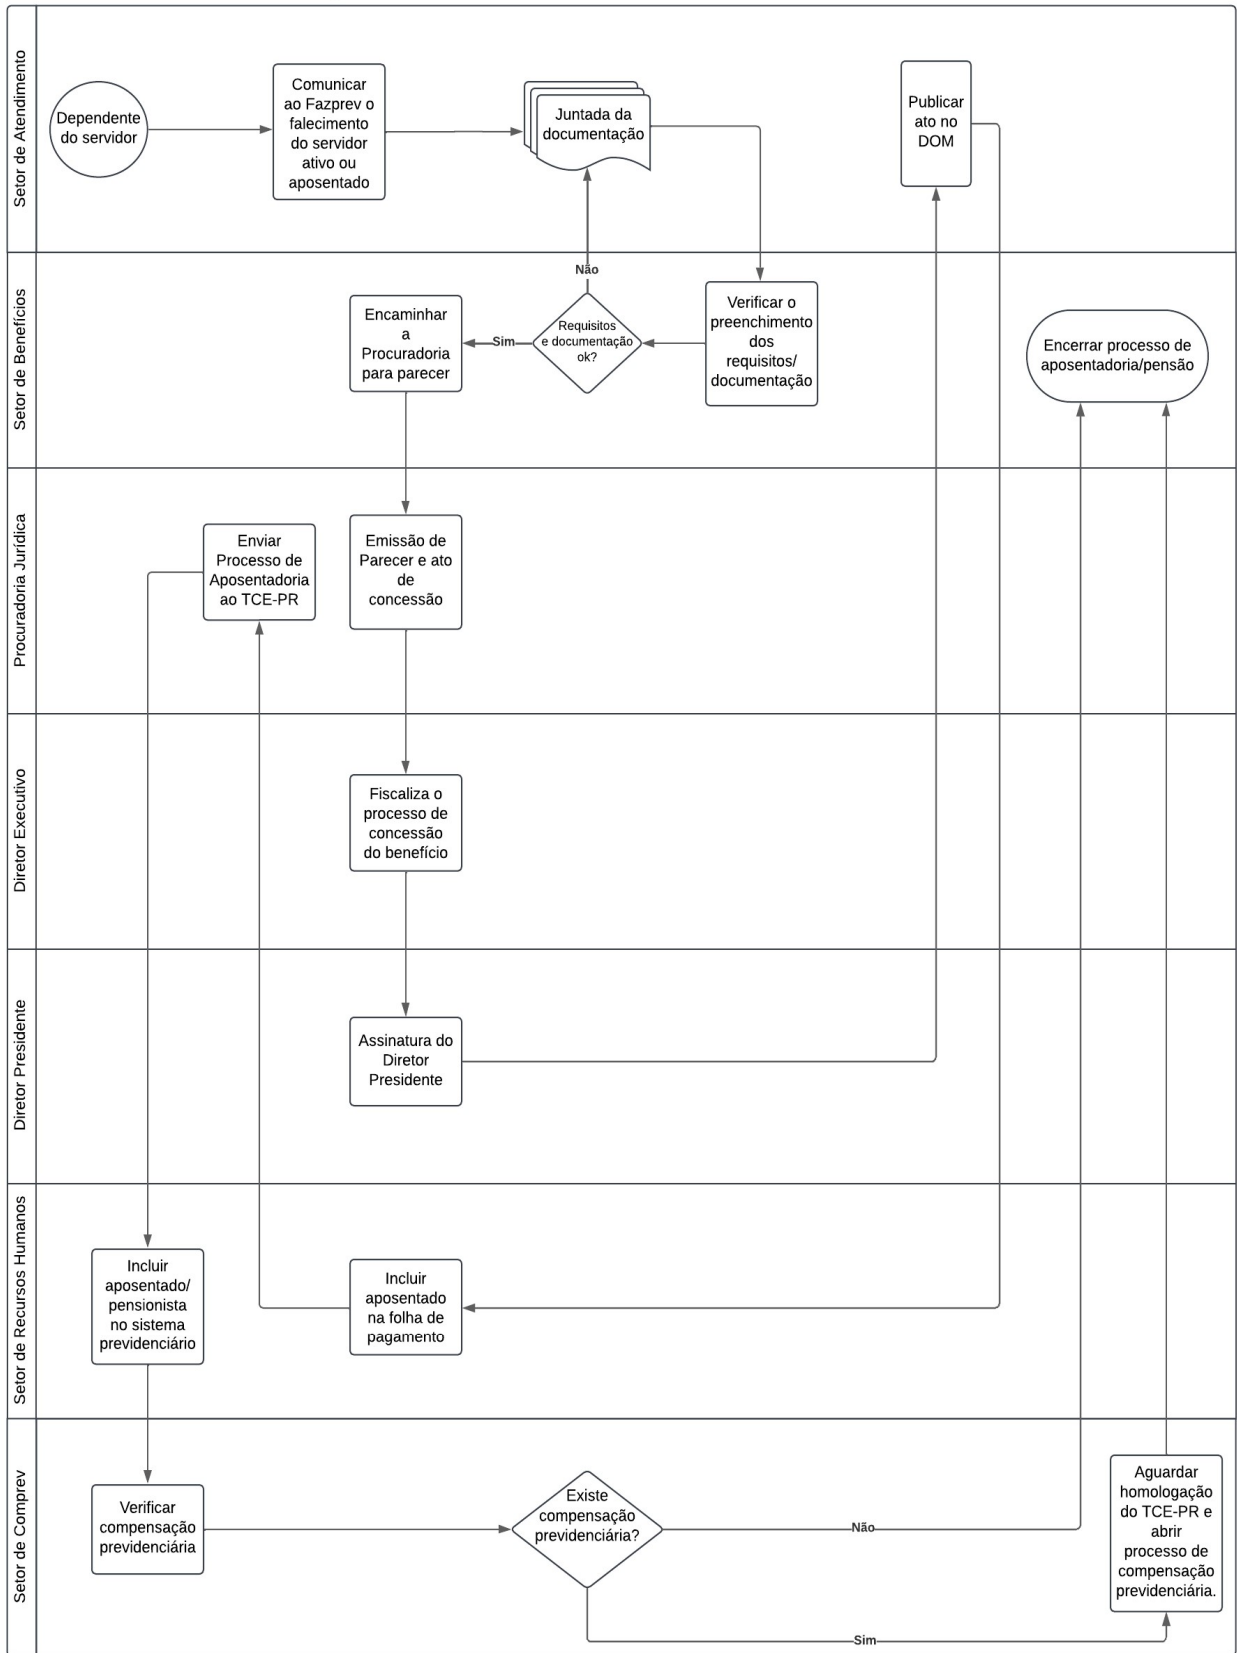 Setor de Atendimento
Dependente
do servidor
Comunicar
ao Fazprev o
falecimento
do servidor
ativo ou
aposentado
Juntada da
documentação
Publicar
ato no
DOM
Setor de Benefícios
Encaminhar
a
Procuradoria
para parecer
Sim
Não
Requisitos
e documentação
ok?
Verificar o
preenchimento
dos
requisitos/
documentação
Encerrar processo de
aposentadoria/pensão
Procuradoria Jurídica
Enviar
Processo de
Aposentadoria
ao TCE-PR
Emissão de
Parecer e ato
de
concessão
Diretor Executivo
Fiscaliza o
processo de
concessão
do benefício
Diretor Presidente
Assinatura do
Diretor
Presidente
Setor de Recursos Humanos
Incluir
aposentado/
pensionista
no sistema
previdenciário
Incluir
aposentado
na folha de
pagamento
Setor de Comprev
Verificar
compensação
previdenciária
Existe
compensação
previdenciária?
Não
Sim
Aguardar
homologação
do TCE-PR e
abrir
processo de
compensação
previdenciária.